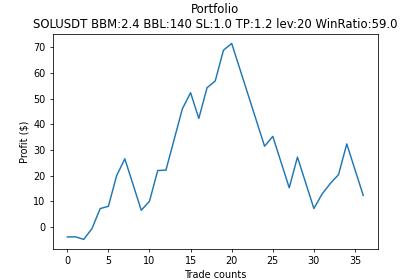 Portfolio
SOLUSDT BBM:2.4 BBL:140 SL:1.0 TP:1.2 lev:20 WinRatio:59.0
70
60
50
40
30
20
10
0
Profit ($)
0 5 10 15 20 25 30 35
Trade counts